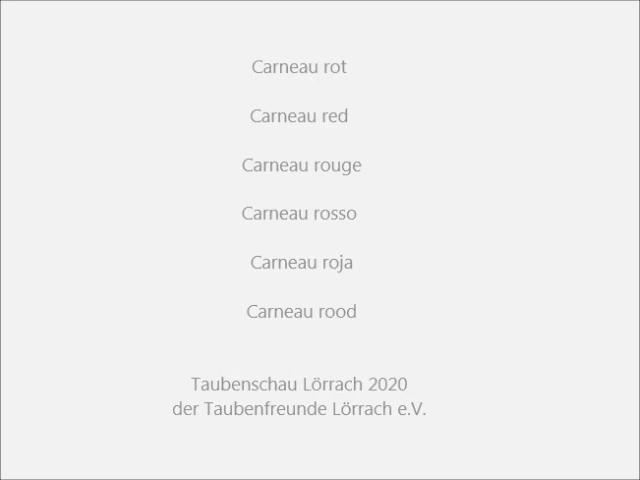 Carneau rot
Carneau red
Carneau rouge
Carneau rosso
Carneau roja
Carneau rood
Taubenschau Lörrach 2020
der Taubenfreunde Lörrach e.V.